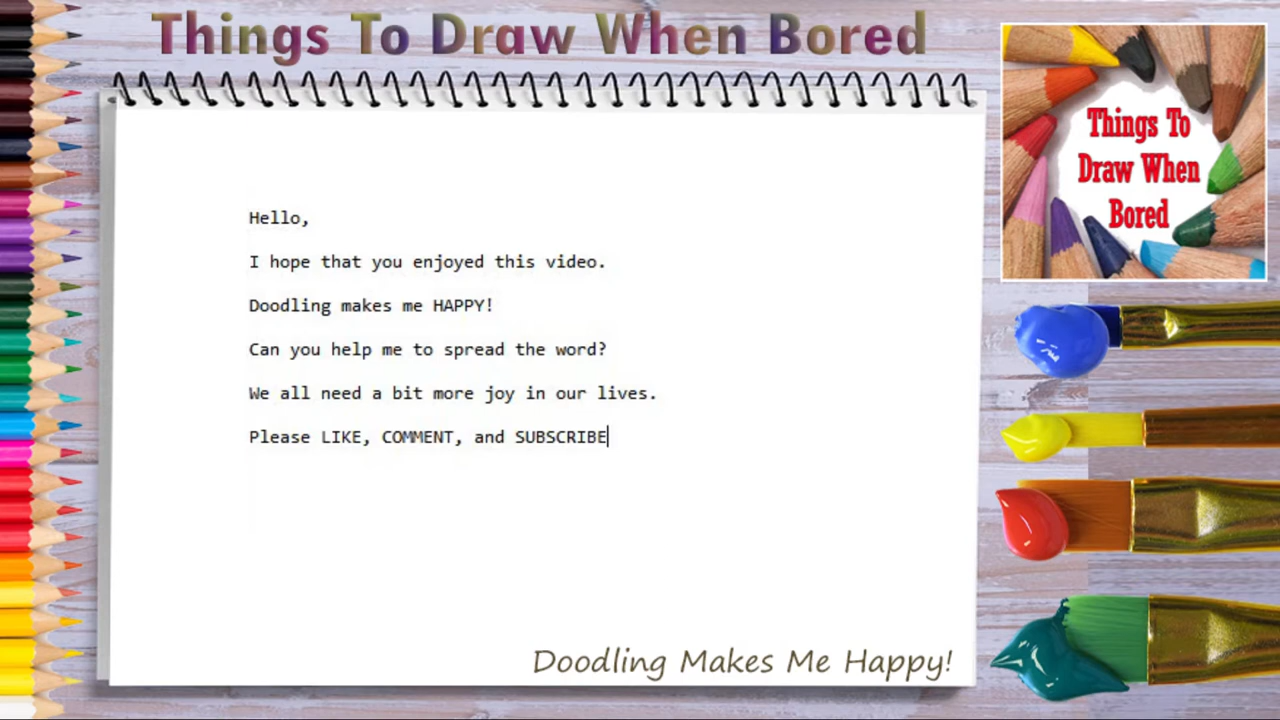 Things To Draw When Bored
Things To
Draw When
Bored
Hello,
I hope that you enjoyed this video.
Doodling makes me HAPPY!
Can you help me to spread the word?
We all need a bit more joy in our lives.
Please LIKE, COMMENT, and SUBSCRIBE
Doodling Makes Me Happy!